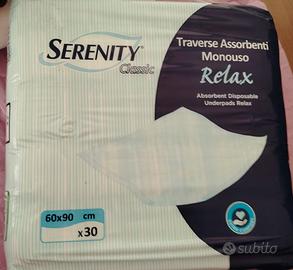 SERENITY®
Classic
Traverse Assorbenti
Monouso
Relax
Absorbent Disposable
Underpads Relax
60x90 cm
x30
subito